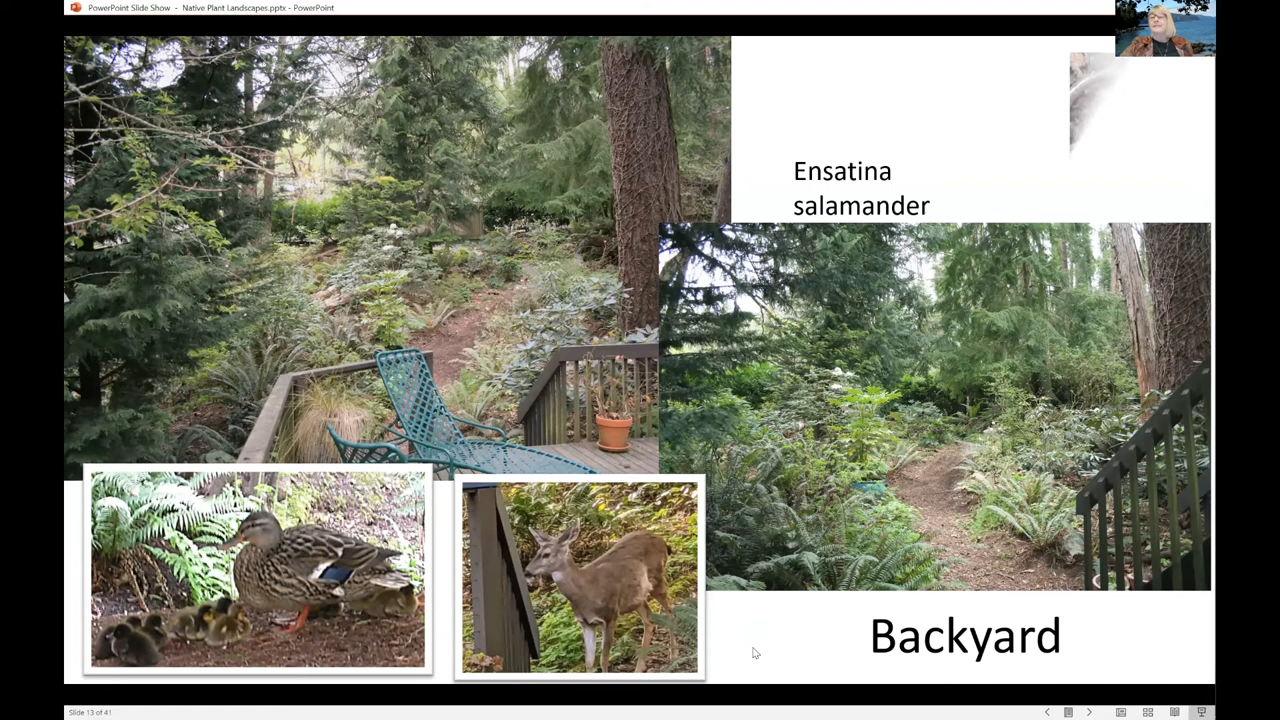 PowerPoint Slide Show - Native Plant Landscapes.pptx - PowerPoint
Ensatina
salamander
Backyard
Slide 13 of 41